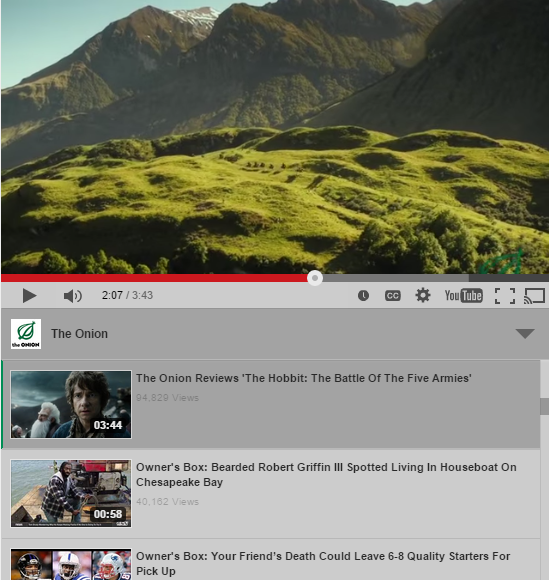 2:07 / 3:43
CC
YouTube
the ONION
The Onion
The Onion Reviews 'The Hobbit: The Battle Of The Five Armies'
94,829 Views
03:44
Owner's Box: Bearded Robert Griffin III Spotted Living In Houseboat On
Chesapeake Bay
40,162 Views
00:58
Owner's Box: Your Friend's Death Could Leave 6-8 Quality Starters For
Pick Up